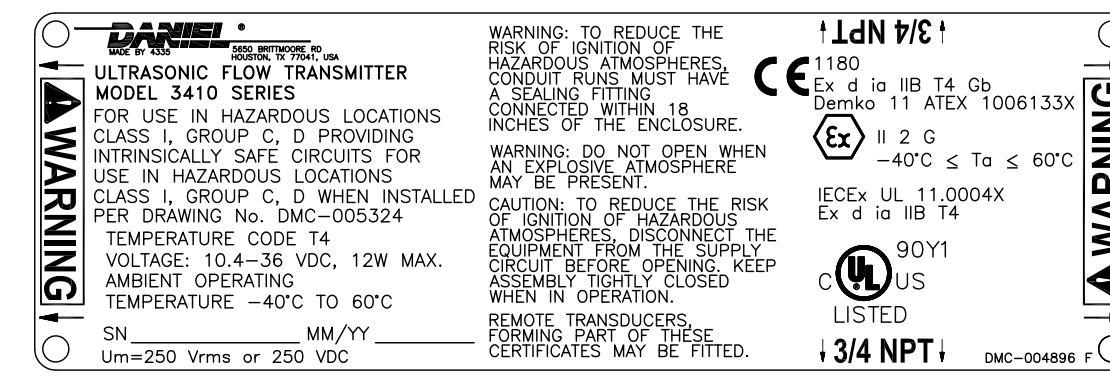 DANIEL ®
MADE BY 4335
5650 BRITTMOORE RD
HOUSTON, TX 77041, USA
ULTRASONIC FLOW TRANSMITTER
MODEL 3410 SERIES
FOR USE IN HAZARDOUS LOCATIONS
CLASS I, GROUP C, D PROVIDING
INTRINSICALLY SAFE CIRCUITS FOR
USE IN HAZARDOUS LOCATIONS
CLASS I, GROUP C, D WHEN INSTALLED
PER DRAWING No. DMC-005324
TEMPERATURE CODE T4
VOLTAGE: 10.4-36 VDC, 12W MAX.
AMBIENT OPERATING
TEMPERATURE -40°C TO 60°C
SN MM/YY
Um=250 Vrms or 250 VDC
WARNING
WARNING: TO REDUCE THE
RISK OF IGNITION OF
HAZARDOUS ATMOSPHERES,
CONDUIT RUNS MUST HAVE
A SEALING FITTING
CONNECTED WITHIN 18
INCHES OF THE ENCLOSURE.
WARNING: DO NOT OPEN WHEN
AN EXPLOSIVE ATMOSPHERE
MAY BE PRESENT.
CAUTION: TO REDUCE THE RISK
OF IGNITION OF HAZARDOUS
ATMOSPHERES, DISCONNECT THE
EQUIPMENT FROM THE SUPPLY
CIRCUIT BEFORE OPENING. KEEP
ASSEMBLY TIGHTLY CLOSED
WHEN IN OPERATION.
REMOTE TRANSDUCERS,
FORMING PART OF THESE
CERTIFICATES MAY BE FITTED.
3/4 NPT
CE 1180
Ex d ia IIB T4 Gb
Demko 11 ATEX 1006133X
Ex II 2 G
-40°C ≤ Ta ≤ 60°C
IECEx UL 11.0004X
Ex d ia IIB T4
90Y1
C UL US
LISTED
3/4 NPT
DMC-004896 F
WARNING